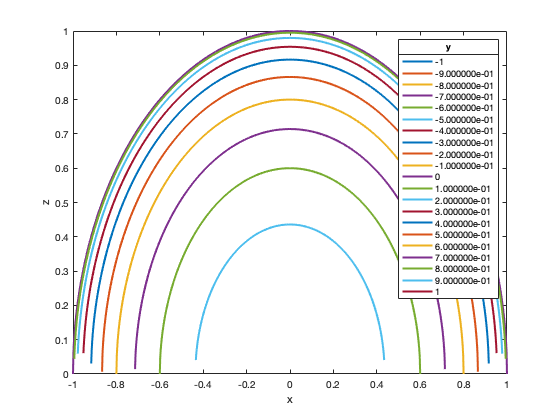 y
-1
-9.000000e-01
-8.000000e-01
-7.000000e-01
-6.000000e-01
-5.000000e-01
-4.000000e-01
-3.000000e-01
-2.000000e-01
-1.000000e-01
0
1.000000e-01
2.000000e-01
3.000000e-01
4.000000e-01
5.000000e-01
6.000000e-01
7.000000e-01
8.000000e-01
9.000000e-01
1
1
0.9
0.8
0.7
0.6
0.5
0.4
0.3
0.2
0.1
0
z
-1 -0.8 -0.6 -0.4 -0.2 0 0.2 0.4 0.6 0.8 1
x